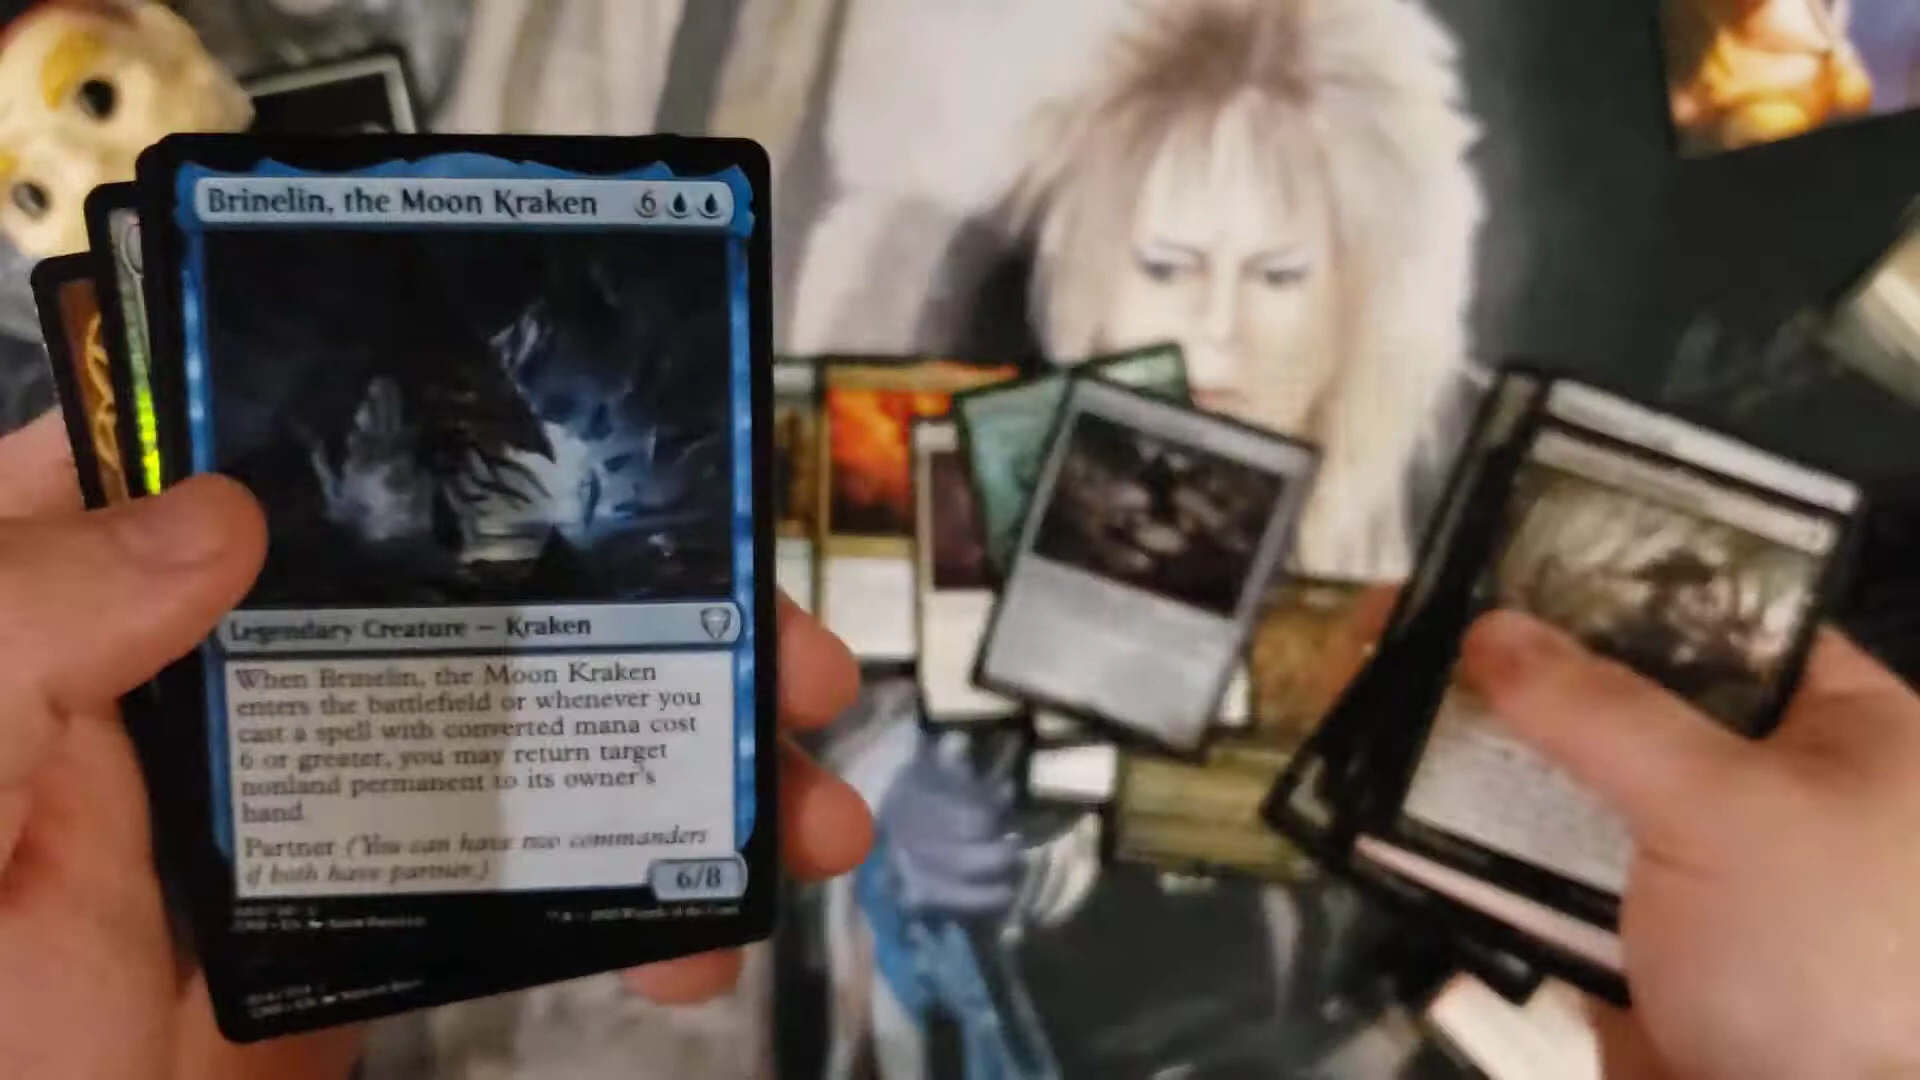 Brinelin, the Moon Kraken 6
Legendary Creature — Kraken
When Brinelin, the Moon Kraken
enters the battlefield or whenever you
cast a spell with converted mana cost
6 or greater, you may return target
nonland permanent to its owner's
hand.
Partner (You can have two commanders
if both have partner.)
6/8